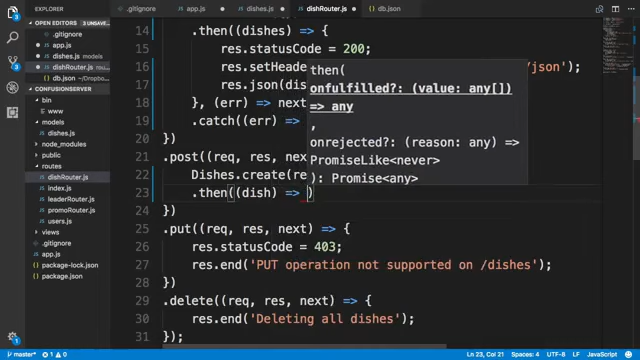 .gitignore
app.js
dishes.js
dishRouter.js
db.json
EXPLORER
OPEN EDITORS 3 UNSAVED
.gitignore
app.js
dishes.js
dishRouter.js
db.json ~/Dropbo...
CONFUSIONSERVER
bin
www
models
dishes.js
node_modules
public
routes
dishRouter.js
index.js
leaderRouter.js
promoRouter.js
users.js
views
.gitignore
app.js
package-lock.json
package.json
14 .then((dishes) => {
15 res.statusCode = 200;
16 res.setHead /json');
17 res.json(dis
18 }, (err) => next
19 .catch((err) =>
20 })
21 .post((req, res, nex
22 Dishes.create(re
23 .then((dish) => )
24 })
25 .put((req, res, next) => {
26 res.statusCode = 403;
27 res.end('PUT operation not supported on /dishes');
28 })
29 .delete((req, res, next) => {
30 res.end('Deleting all dishes');
31 });
then(
onfulfilled?: (value: any[])
=> any
,
onrejected?: (reason: any) =>
PromiseLike<never>
): Promise<any>
master* 1 0
Ln 23, Col 21 Spaces: 4 UTF-8 LF JavaScript